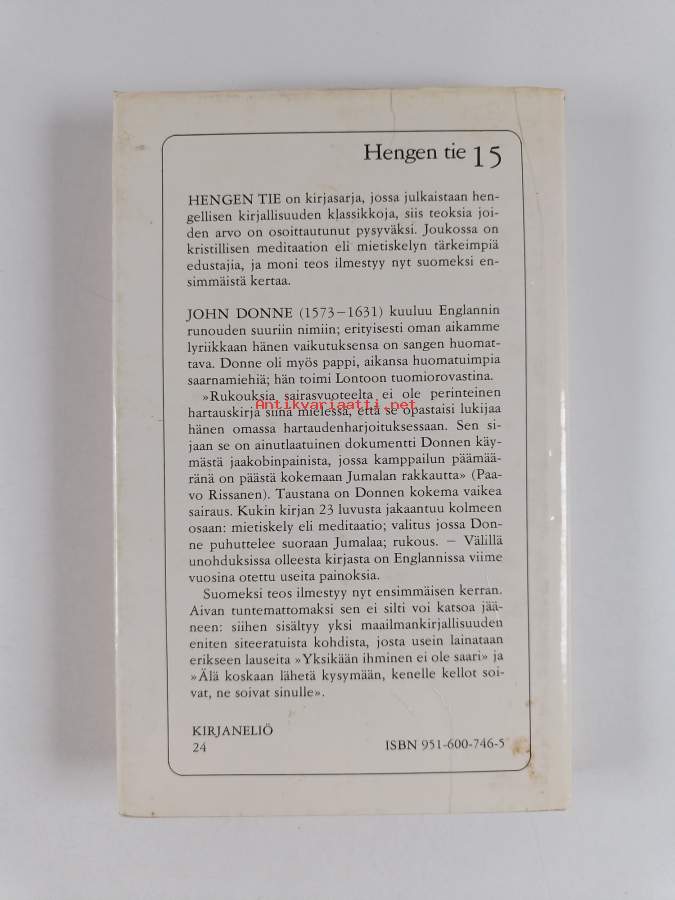 Hengen tie 15
HENGEN TIE on kirjasarja, jossa julkaistaan hen-
gellisen kirjallisuuden klassikkoja, siis teoksia joi-
den arvo on osoittautunut pysyväksi. Joukossa on
kristillisen meditaation eli mietiskelyn tärkeimpiä
edustajia, ja moni teos ilmestyy nyt suomeksi en-
simmäistä kertaa.
JOHN DONNE (1573–1631) kuuluu Englannin
runouden suuriin nimiin; erityisesti oman aikamme
lyriikkaan hänen vaikutuksensa on sangen huomat-
tava. Donne oli myös pappi, aikansa huomatuimpia
saarnamiehiä; hän toimi Lontoon tuomiorovastina.
»Rukouksia sairasvuoteelta ei ole perinteinen
Antikvariaatti.net
hartauskirja siinä mielessä, että se opastaisi lukijaa
hänen omassa hartaudenharjoituksessaan. Sen si-
jaan se on ainutlaatuinen dokumentti Donnen käy-
mästä jaakobinpainista, jossa kamppailun päämää-
ränä on päästä kokemaan Jumalan rakkautta» (Paa-
vo Rissanen). Taustana on Donnen kokema vaikea
sairaus. Kukin kirjan 23 luvusta jakaantuu kolmeen
osaan: mietiskely eli meditaatio; valitus jossa Don-
ne puhuttelee suoraan Jumalaa; rukous. – Välillä
unohduksissa olleesta kirjasta on Englannissa viime
vuosina otettu useita painoksia.
Suomeksi teos ilmestyy nyt ensimmäisen kerran.
Aivan tuntemattomaksi sen ei silti voi katsoa jää-
neen: siihen sisältyy yksi maailmankirjallisuuden
eniten siteeratuista kohdista, josta usein lainataan
erikseen lauseita »Yksikään ihminen ei ole saari» ja
»Älä koskaan lähetä kysymään, kenelle kellot soi-
vat, ne soivat sinulle».
KIRJANELIÖ
24 ISBN 951-600-746-5